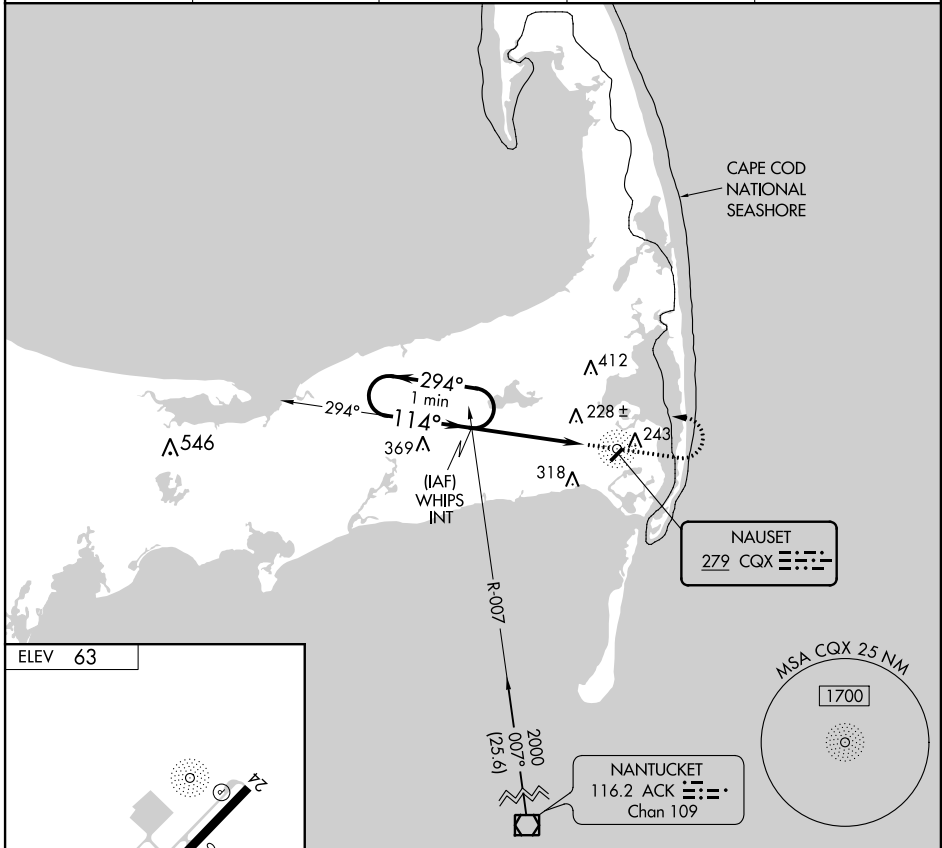 CAPE COD
NATIONAL
SEASHORE
412
294°
1 min
294°
114°
228 ±
546
369
243
(IAF)
WHIPS
INT
318
NAUSET
279 CQX
R-007
ELEV 63
MSA CQX 25 NM
1700
2000
007°
(25.6)
NANTUCKET
116.2 ACK
Chan 109
24
P